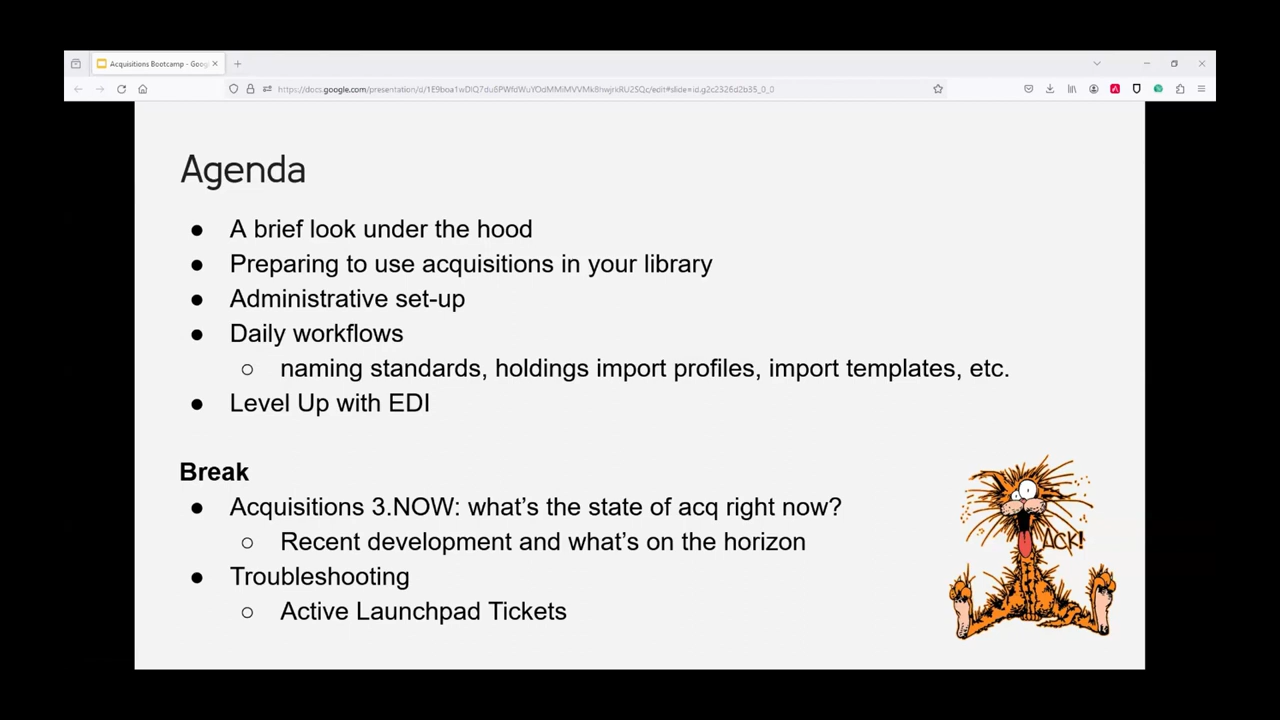 Acquisitions Bootcamp - Goog
Agenda
● A brief look under the hood
● Preparing to use acquisitions in your library
● Administrative set-up
● Daily workflows
○ naming standards, holdings import profiles, import templates, etc.
● Level Up with EDI
Break
● Acquisitions 3.NOW: what's the state of acq right now?
○ Recent development and what's on the horizon
● Troubleshooting
○ Active Launchpad Tickets
ACK!